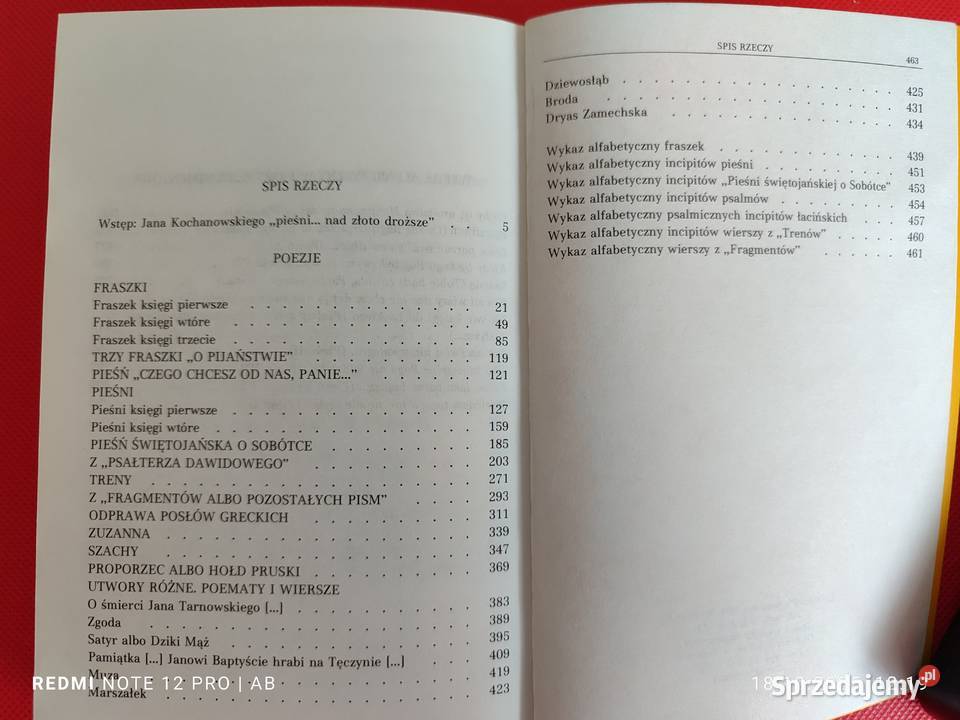 SPIS RZECZY
Wstęp: Jana Kochanowskiego „pieśni... nad złoto droższe” . . 5
POEZJE
FRASZKI
Fraszek księgi pierwsze . . . . . . . . . . 21
Fraszek księgi wtóre . . . . . . . . . . . 49
Fraszek księgi trzecie . . . . . . . . . . 85
TRZY FRASZKI „O PIJAŃSTWIE” . . . . . . . 119
PIEŚŃ „CZEGO CHCESZ OD NAS, PANIE...” . . . . . 121
PIEŚNI
Pieśni księgi pierwsze . . . . . . . . . . 127
Pieśni księgi wtóre . . . . . . . . . . . 159
PIEŚŃ ŚWIĘTOJAŃSKA O SOBÓTCE . . . . . . . 185
Z „PSAŁTERZA DAWIDOWEGO” . . . . . . . 203
TRENY . . . . . . . . . . . . . . 271
Z „FRAGMENTÓW ALBO POZOSTAŁYCH PISM” . . . . 293
ODPRAWA POSŁÓW GRECKICH . . . . . . . 311
ZUZANNA . . . . . . . . . . . . . 339
SZACHY . . . . . . . . . . . . . 347
PROPORZEC ALBO HOŁD PRUSKI . . . . . . . 369
UTWORY RÓŻNE. POEMATY I WIERSZE
O śmierci Jana Tarnowskiego [...] . . . . . . . 383
Zgoda . . . . . . . . . . . . . 389
Satyr albo Dziki Mąż . . . . . . . . . . 395
Pamiątka [...] Janowi Baptyście hrabi na Tęczynie [...] . . . 409
Muza . . . . . . . . . . . . . 419
Marszałek . . . . . . . . . . . . 423
SPIS RZECZY
463
Dziewosłąb . . . . . . . . . . . . 425
Broda . . . . . . . . . . . . . 431
Dryas Zamechska . . . . . . . . . . 434
Wykaz alfabetyczny fraszek . . . . . . . . 439
Wykaz alfabetyczny incipitów pieśni . . . . . . 451
Wykaz alfabetyczny incipitów „Pieśni świętojańskiej o Sobótce” 453
Wykaz alfabetyczny incipitów psalmów . . . . . 454
Wykaz alfabetyczny psalmicznych incipitów łacińskich . . . 457
Wykaz alfabetyczny incipitów wierszy z „Trenów” . . . . 460
Wykaz alfabetyczny wierszy z „Fragmentów” . . . . . 461
REDMI NOTE 12 PRO | AB
Sprzedajemy.pl